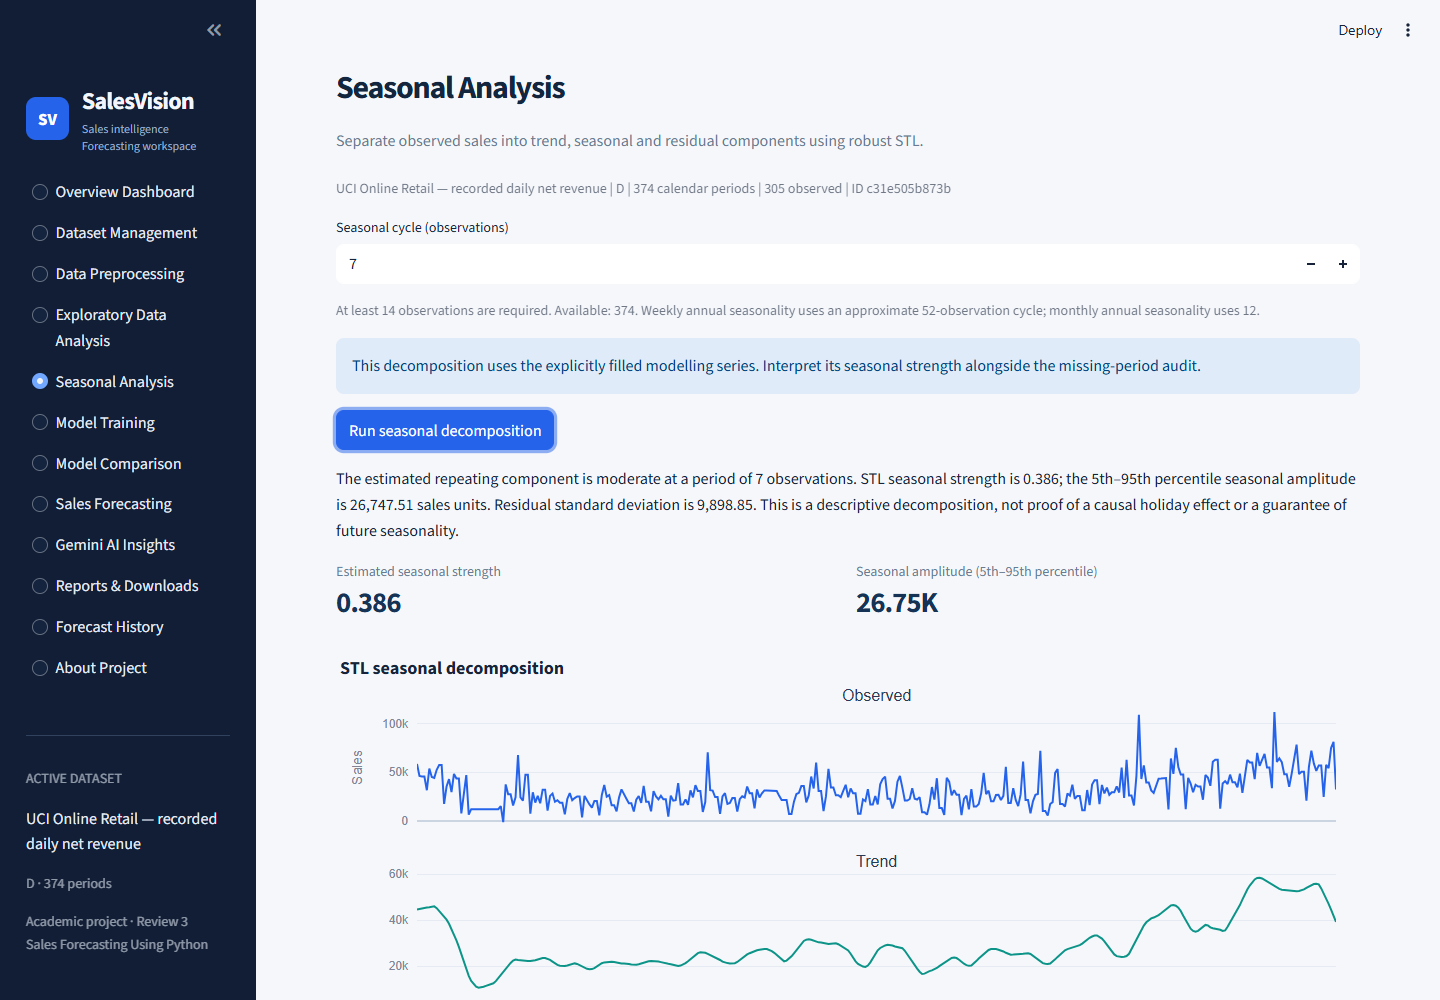 Deploy
SV
SalesVision
Sales intelligence
Forecasting workspace
Overview Dashboard
Dataset Management
Data Preprocessing
Exploratory Data
Analysis
Seasonal Analysis
Model Training
Model Comparison
Sales Forecasting
Gemini AI Insights
Reports & Downloads
Forecast History
About Project
ACTIVE DATASET
UCI Online Retail — recorded
daily net revenue
D · 374 periods
Academic project · Review 3
Sales Forecasting Using Python
Seasonal Analysis
Separate observed sales into trend, seasonal and residual components using robust STL.
UCI Online Retail — recorded daily net revenue | D | 374 calendar periods | 305 observed | ID c31e505b873b
Seasonal cycle (observations)
7
At least 14 observations are required. Available: 374. Weekly annual seasonality uses an approximate 52-observation cycle; monthly annual seasonality uses 12.
This decomposition uses the explicitly filled modelling series. Interpret its seasonal strength alongside the missing-period audit.
Run seasonal decomposition
The estimated repeating component is moderate at a period of 7 observations. STL seasonal strength is 0.386; the 5th–95th percentile seasonal amplitude
is 26,747.51 sales units. Residual standard deviation is 9,898.85. This is a descriptive decomposition, not proof of a causal holiday effect or a guarantee of
future seasonality.
Estimated seasonal strength
0.386
Seasonal amplitude (5th–95th percentile)
26.75K
STL seasonal decomposition
Observed
Sales
100k
50k
0
Trend
60k
40k
20k